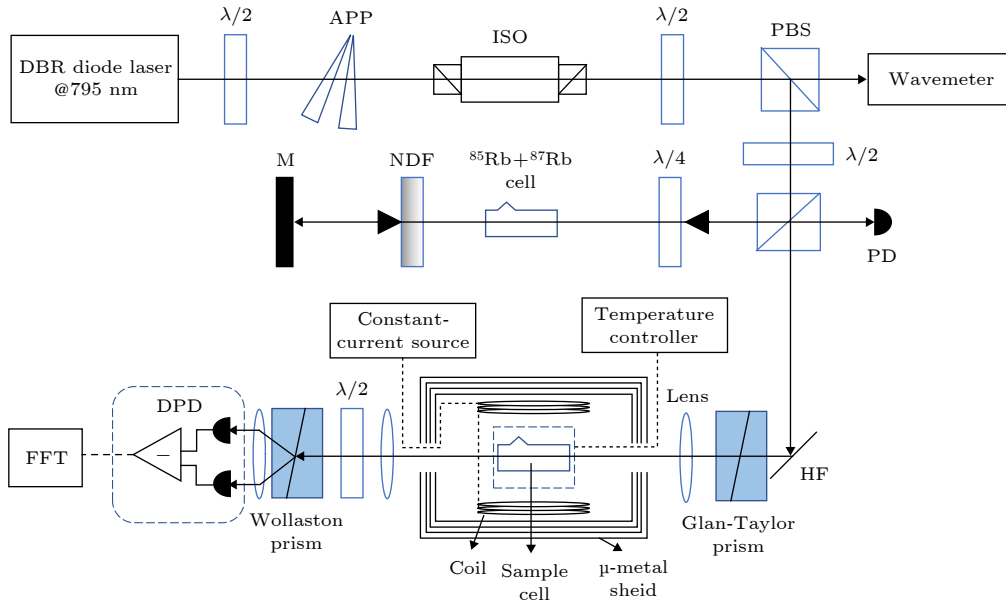 λ/2
APP
ISO
λ/2
PBS
DBR diode laser
@795 nm
Wavemeter
M
NDF
⁸⁵Rb+⁸⁷Rb
cell
λ/4
λ/2
PD
Constant-
current source
Temperature
controller
DPD
λ/2
Lens
FFT
−
HF
Wollaston
prism
Glan-Taylor
prism
Coil
Sample
cell
μ-metal
sheid